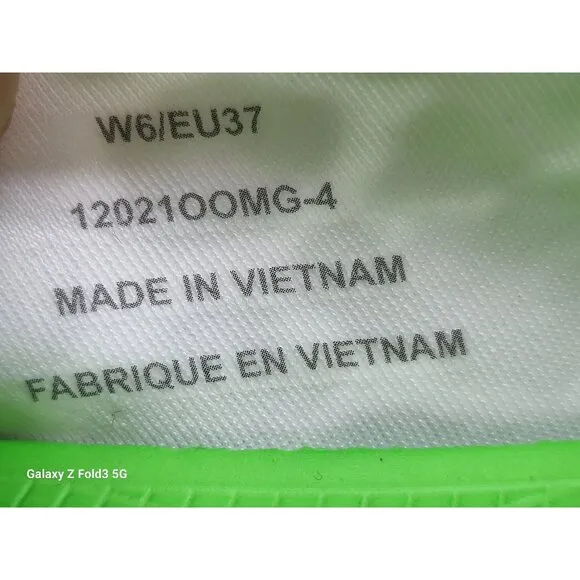 W6/EU37
12021OOMG-4
MADE IN VIETNAM
FABRIQUE EN VIETNAM
Galaxy Z Fold3 5G